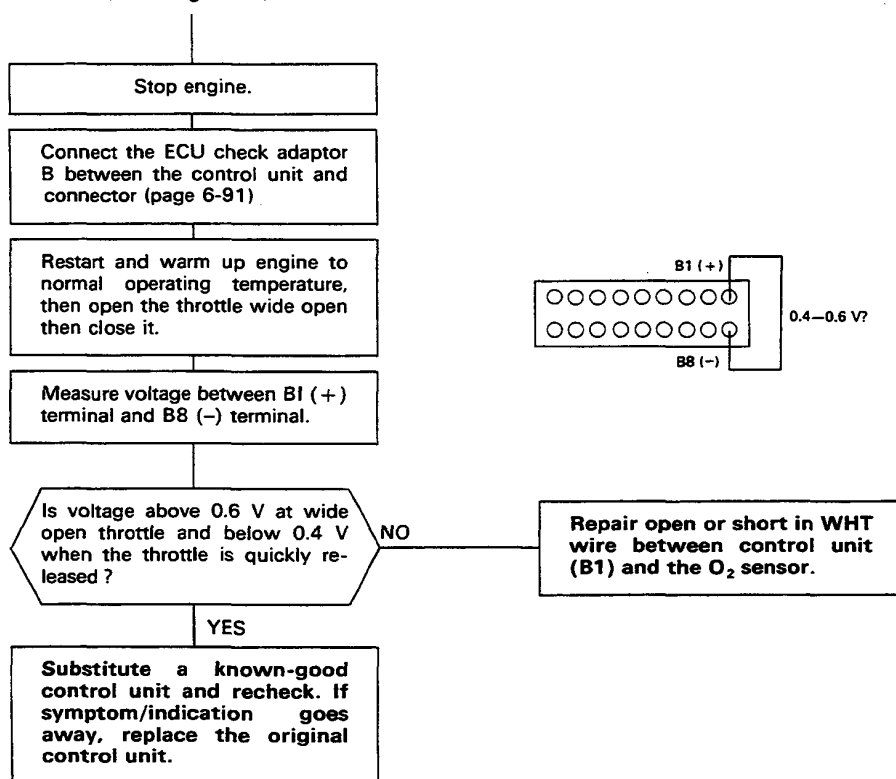 Stop engine.
Connect the ECU check adaptor
B between the control unit and
connector (page 6-91)
Restart and warm up engine to
normal operating temperature,
then open the throttle wide open
then close it.
B1 (+)
0.4—0.6 V?
B8 (–)
Measure voltage between BI (+)
terminal and B8 (–) terminal.
Is voltage above 0.6 V at wide
open throttle and below 0.4 V
when the throttle is quickly re-
leased ?
NO
Repair open or short in WHT
wire between control unit
(B1) and the O₂ sensor.
YES
Substitute a known-good
control unit and recheck. If
symptom/indication goes
away, replace the original
control unit.